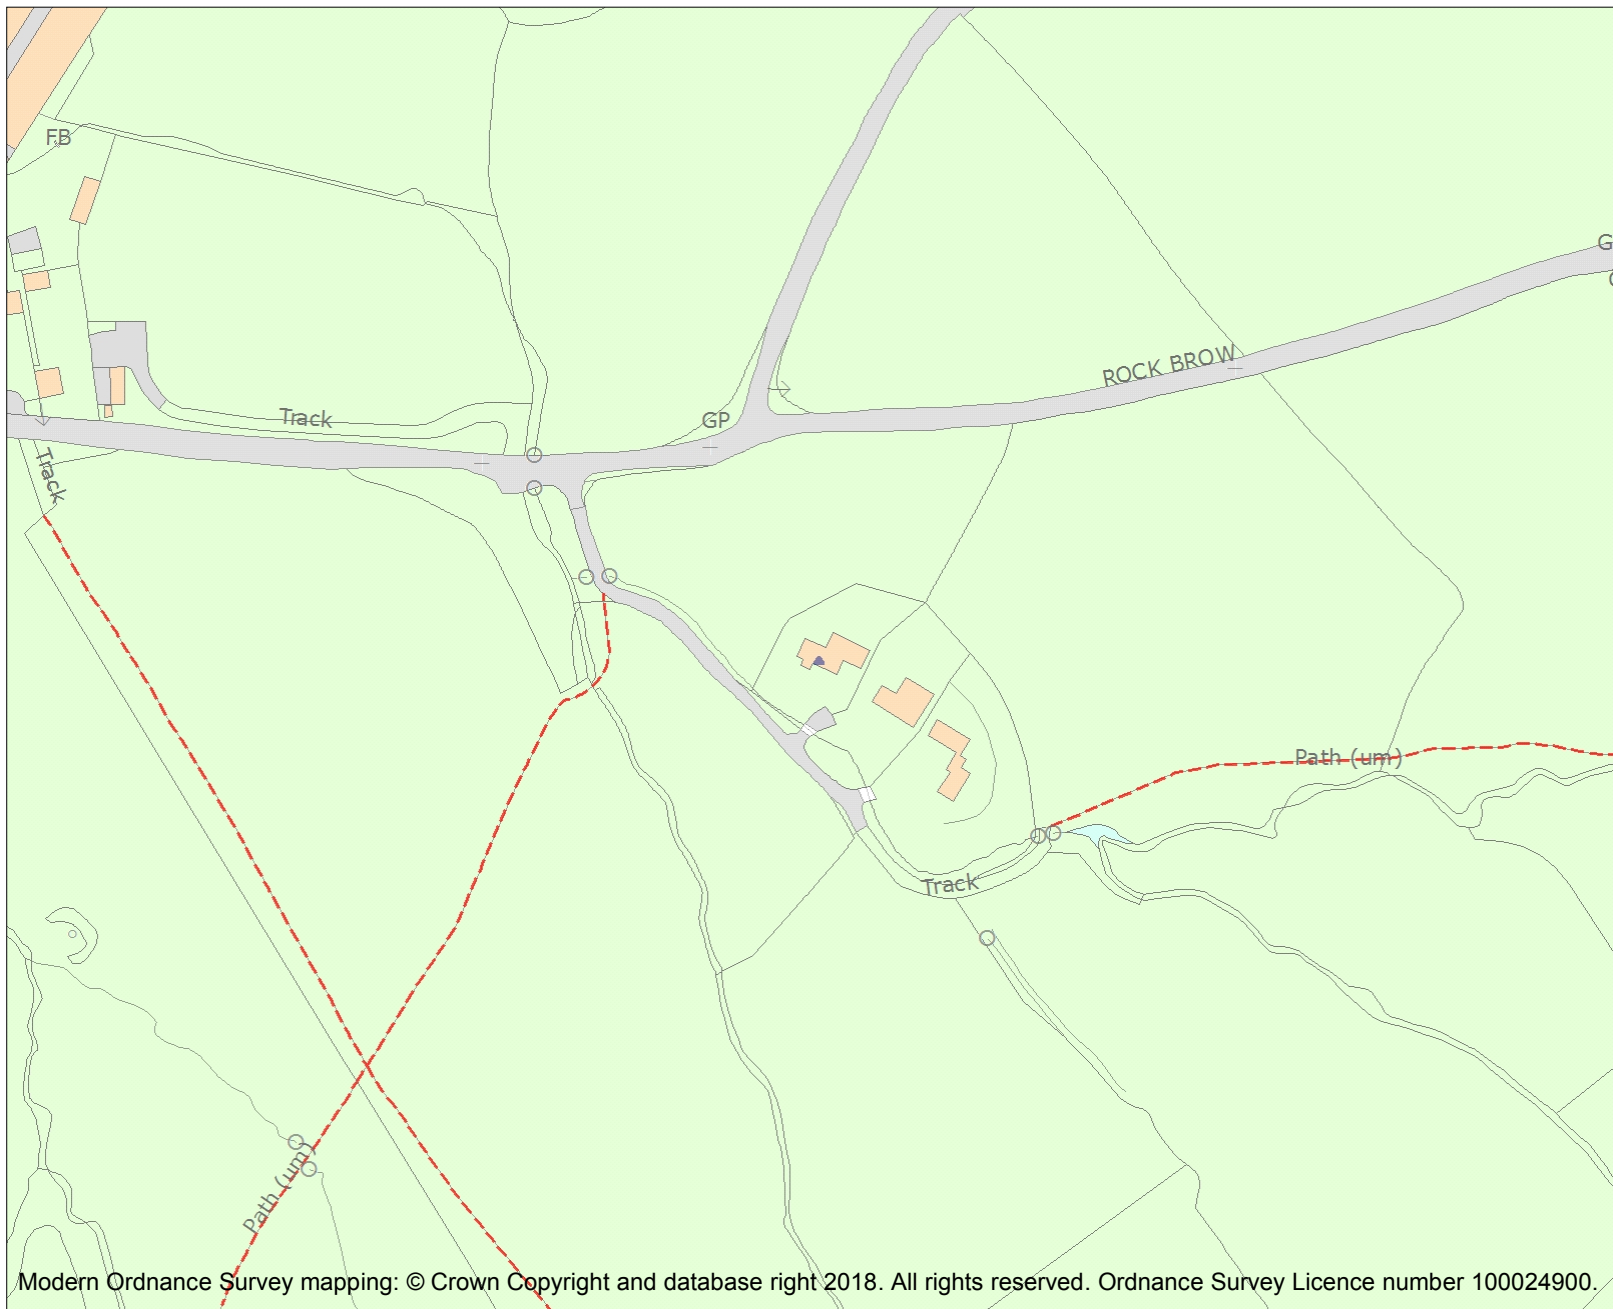 FB
G
ROCK BROW
Track
GP
Track
Path (um)
Track
Path (um)
Modern Ordnance Survey mapping: © Crown Copyright and database right 2018. All rights reserved. Ordnance Survey Licence number 100024900.